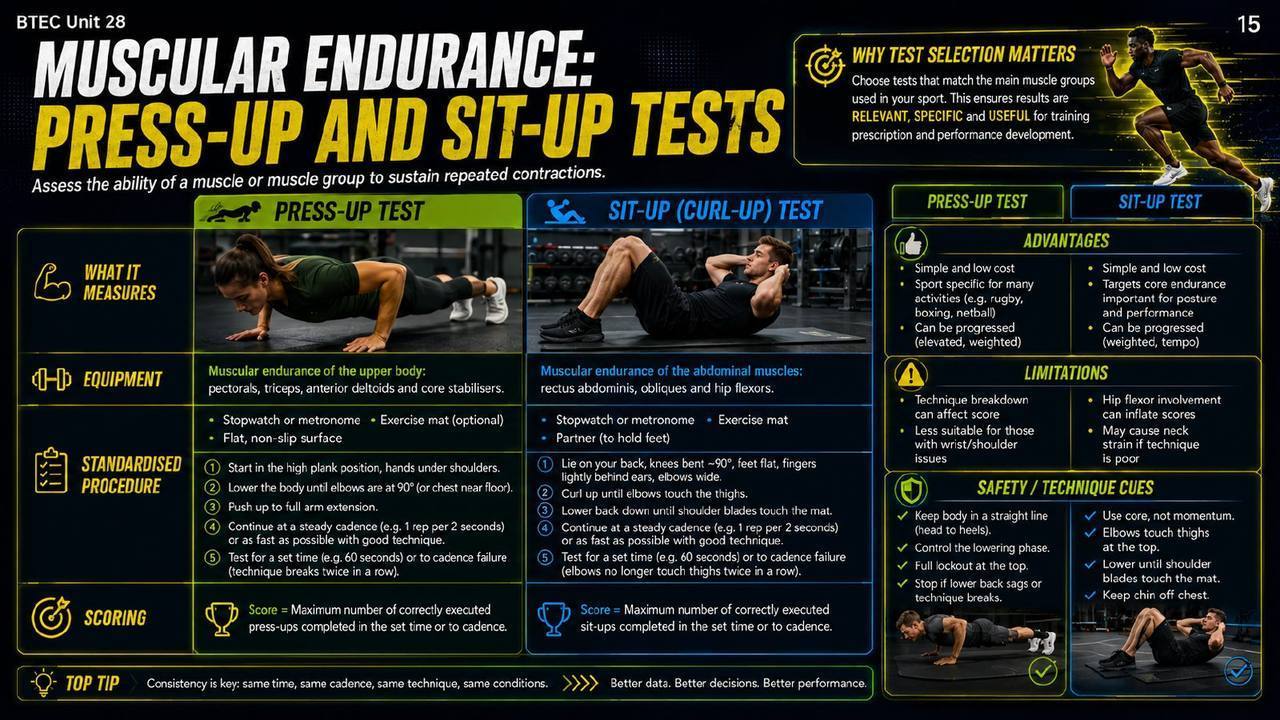 BTEC Unit 28
15
MUSCULAR ENDURANCE:
PRESS-UP AND SIT-UP TESTS
Assess the ability of a muscle or muscle group to sustain repeated contractions.
WHY TEST SELECTION MATTERS
Choose tests that match the main muscle groups
used in your sport. This ensures results are
RELEVANT, SPECIFIC and USEFUL for training
prescription and performance development.
PRESS-UP TEST
SIT-UP (CURL-UP) TEST
WHAT IT
MEASURES
EQUIPMENT
Muscular endurance of the upper body:
pectorals, triceps, anterior deltoids and core stabilisers.
Muscular endurance of the abdominal muscles:
rectus abdominis, obliques and hip flexors.
STANDARDISED
PROCEDURE
• Stopwatch or metronome • Exercise mat (optional)
• Flat, non-slip surface
• Stopwatch or metronome • Exercise mat
• Partner (to hold feet)
1 Start in the high plank position, hands under shoulders.
2 Lower the body until elbows are at 90° (or chest near floor).
3 Push up to full arm extension.
4 Continue at a steady cadence (e.g. 1 rep per 2 seconds)
or as fast as possible with good technique.
5 Test for a set time (e.g. 60 seconds) or to cadence failure
(technique breaks twice in a row).
1 Lie on your back, knees bent ~90°, feet flat, fingers
lightly behind ears, elbows wide.
2 Curl up until elbows touch the thighs.
3 Lower back down until shoulder blades touch the mat.
4 Continue at a steady cadence (e.g. 1 rep per 2 seconds)
or as fast as possible with good technique.
5 Test for a set time (e.g. 60 seconds) or to cadence failure
(elbows no longer touch thighs twice in a row).
SCORING
Score = Maximum number of correctly executed
press-ups completed in the set time or to cadence.
Score = Maximum number of correctly executed
sit-ups completed in the set time or to cadence.
PRESS-UP TEST
SIT-UP TEST
ADVANTAGES
• Simple and low cost
• Sport specific for many
activities (e.g. rugby,
boxing, netball)
• Can be progressed
(elevated, weighted)
• Simple and low cost
• Targets core endurance
important for posture
and performance
• Can be progressed
(weighted, tempo)
LIMITATIONS
• Technique breakdown
can affect score
• Less suitable for those
with wrist/shoulder
issues
• Hip flexor involvement
can inflate scores
• May cause neck
strain if technique
is poor
SAFETY / TECHNIQUE CUES
✓ Keep body in a straight line
(head to heels).
✓ Control the lowering phase.
✓ Full lockout at the top.
✓ Stop if lower back sags or
technique breaks.
✓ Use core, not momentum.
✓ Elbows touch thighs
at the top.
✓ Lower until shoulder
blades touch the mat.
✓ Keep chin off chest.
TOP TIP
Consistency is key: same time, same cadence, same technique, same conditions.
Better data. Better decisions. Better performance.